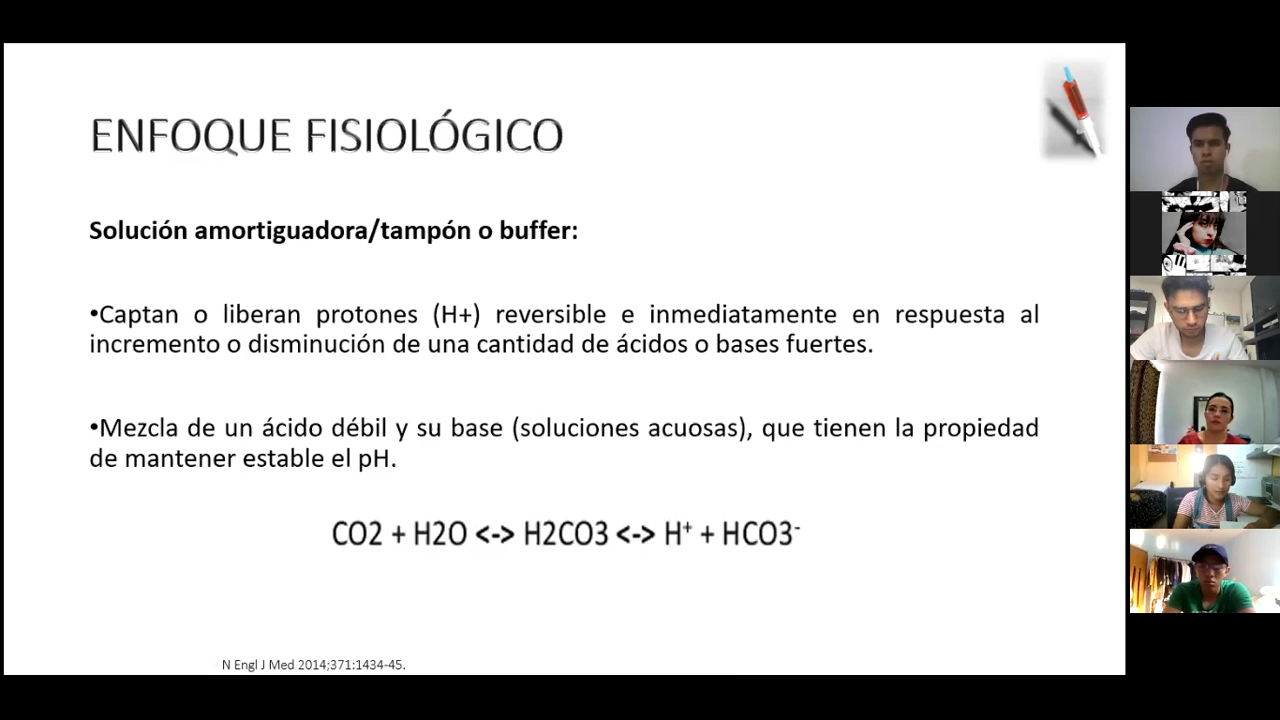 ENFOQUE FISIOLÓGICO
Solución amortiguadora/tampón o buffer:
•Captan o liberan protones (H+) reversible e inmediatamente en respuesta al
incremento o disminución de una cantidad de ácidos o bases fuertes.
•Mezcla de un ácido débil y su base (soluciones acuosas), que tienen la propiedad
de mantener estable el pH.
CO2 + H2O <-> H2CO3 <-> H⁺ + HCO3⁻
N Engl J Med 2014;371:1434-45.